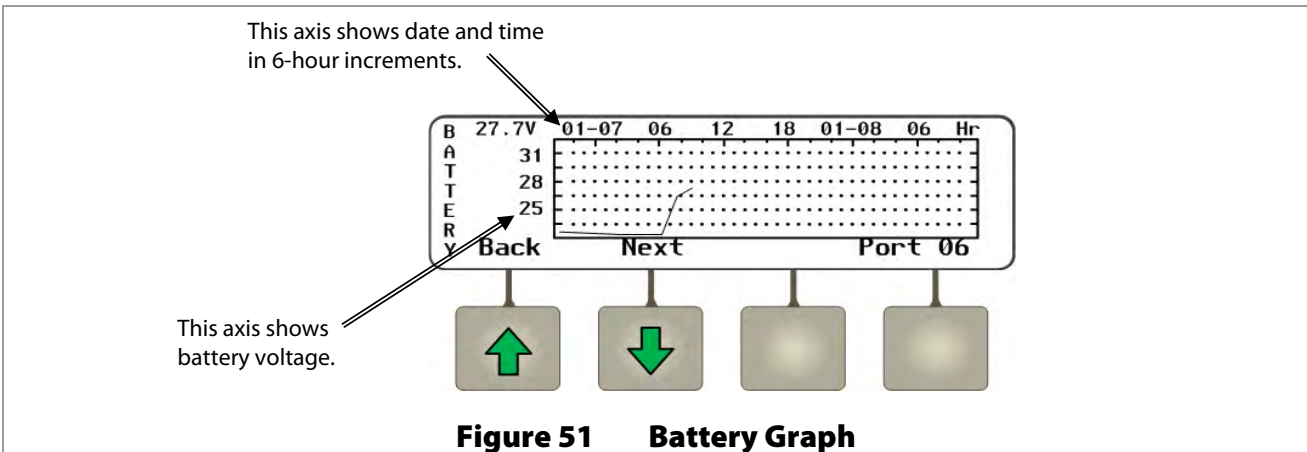 This axis shows date and time
in 6-hour increments.
BATTERY
27.7V 01-07 06 12 18 01-08 06 Hr
31
28
25
Back Next Port 06
This axis shows
battery voltage.
Figure 51 Battery Graph